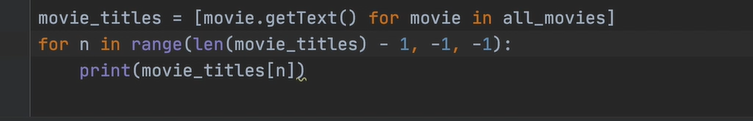 movie_titles = [movie.getText() for movie in all_movies]
for n in range(len(movie_titles) - 1, -1, -1):
    print(movie_titles[n])